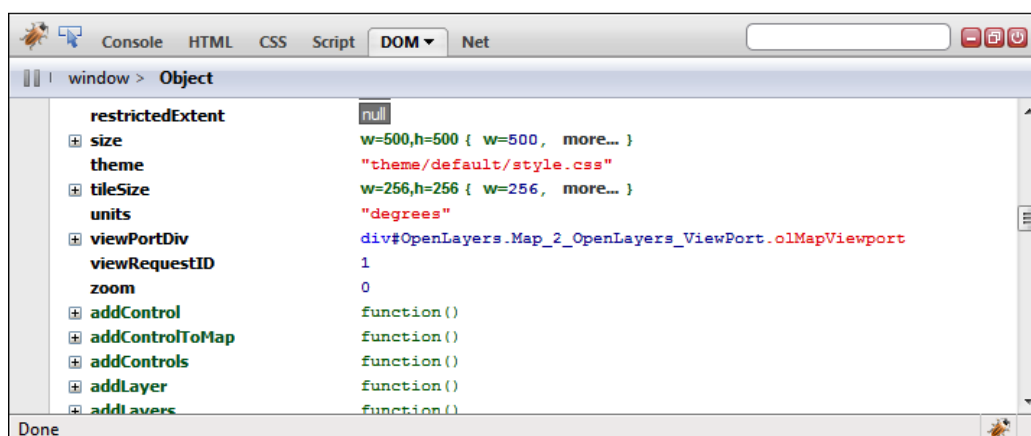 Console HTML CSS Script DOM Net
window > Object
restrictedExtent null
size w=500,h=500 { w=500, more... }
theme "theme/default/style.css"
tileSize w=256,h=256 { w=256, more... }
units "degrees"
viewPortDiv div#OpenLayers.Map_2_OpenLayers_ViewPort.olMapViewport
viewRequestID 1
zoom 0
addControl function()
addControlToMap function()
addControls function()
addLayer function()
addLayers function()
Done